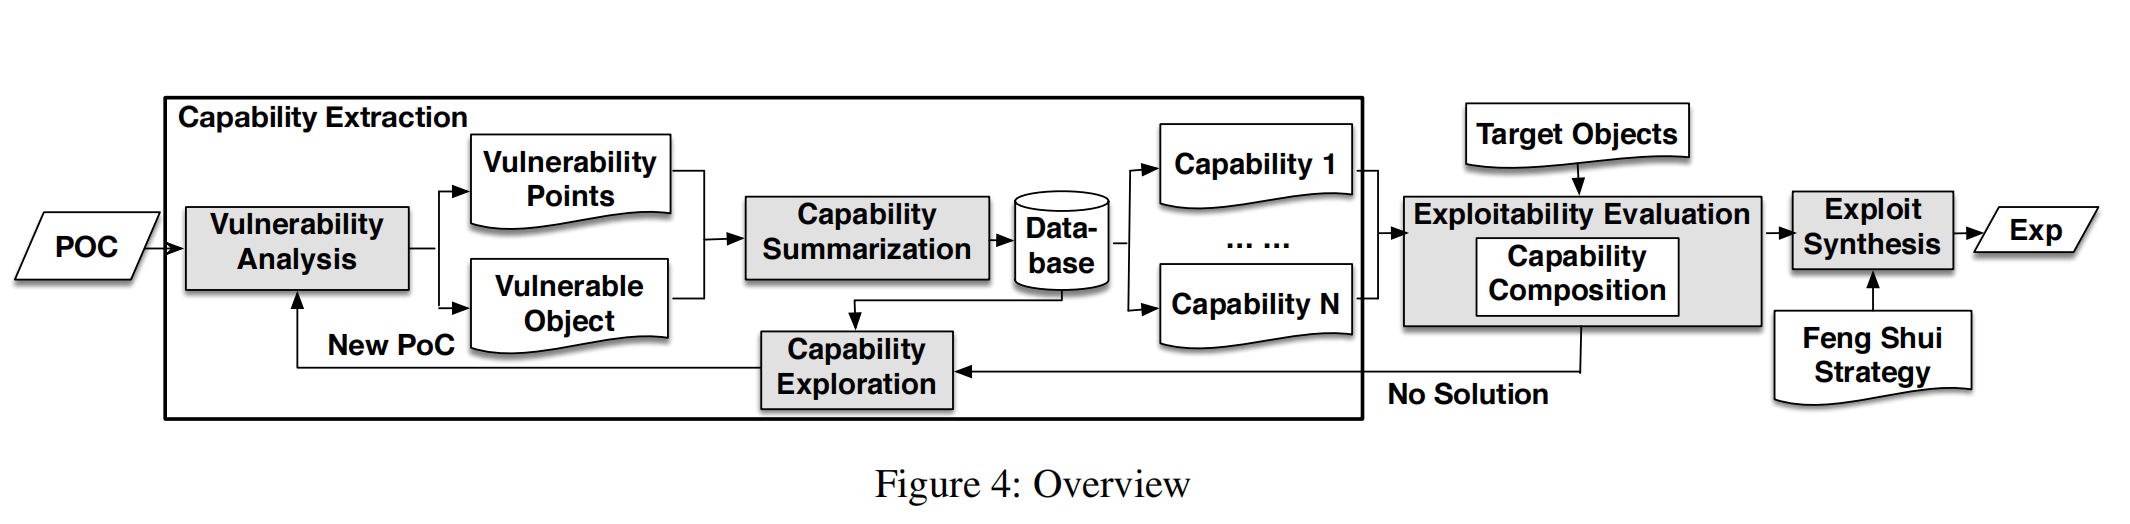 Capability Extraction
POC
Vulnerability
Analysis
Vulnerability
Points
Vulnerable
Object
New PoC
Capability
Summarization
Data-
base
Capability
Exploration
Capability 1
... ...
Capability N
Target Objects
Exploitability Evaluation
Capability
Composition
No Solution
Exploit
Synthesis
Exp
Feng Shui
Strategy
Figure 4: Overview